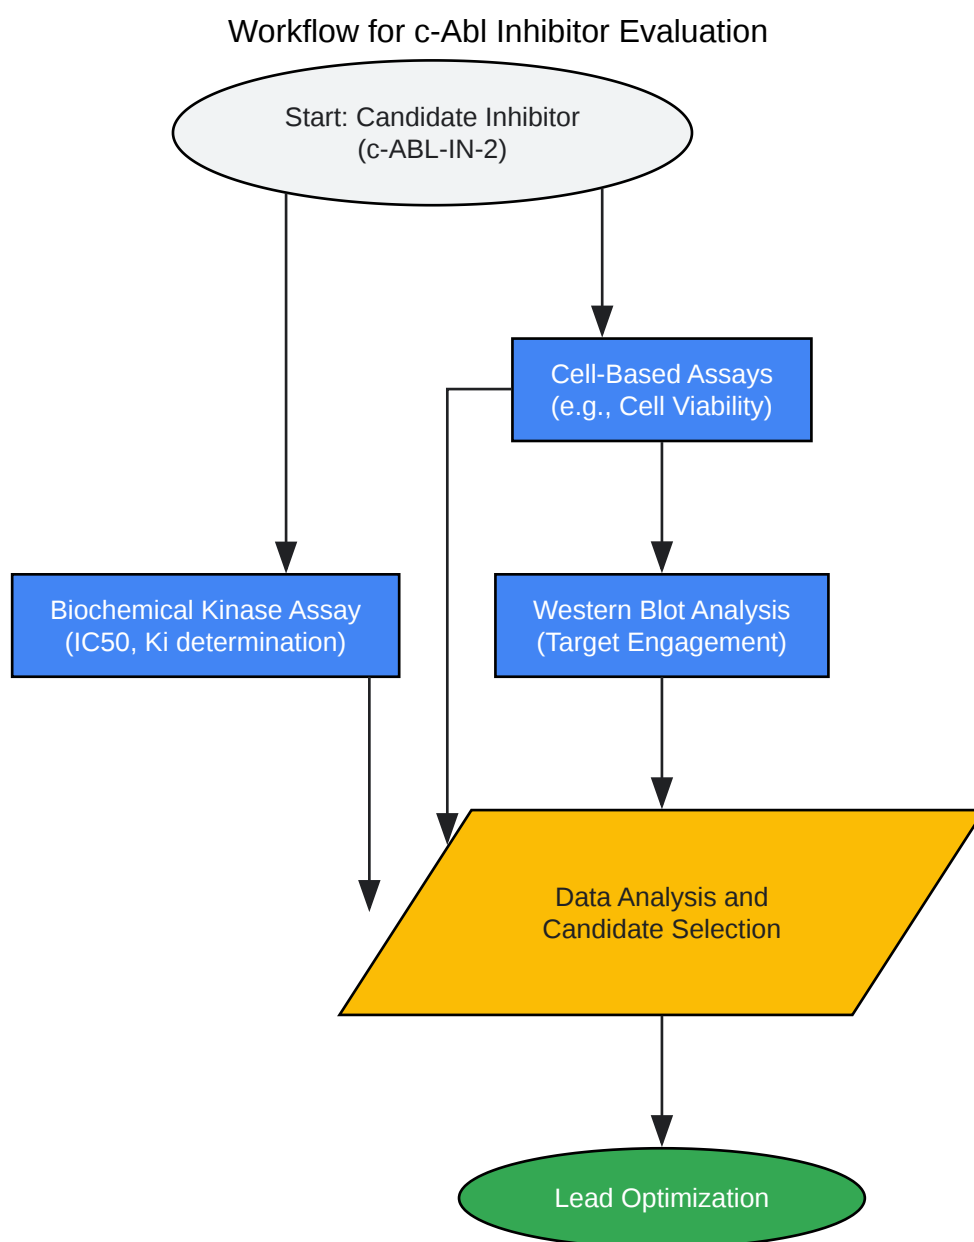 Workflow for c-Abl Inhibitor Evaluation
Start: Candidate Inhibitor
(c-ABL-IN-2)
Cell-Based Assays
(e.g., Cell Viability)
Biochemical Kinase Assay
(IC50, Ki determination)
Western Blot Analysis
(Target Engagement)
Data Analysis and
Candidate Selection
Lead Optimization